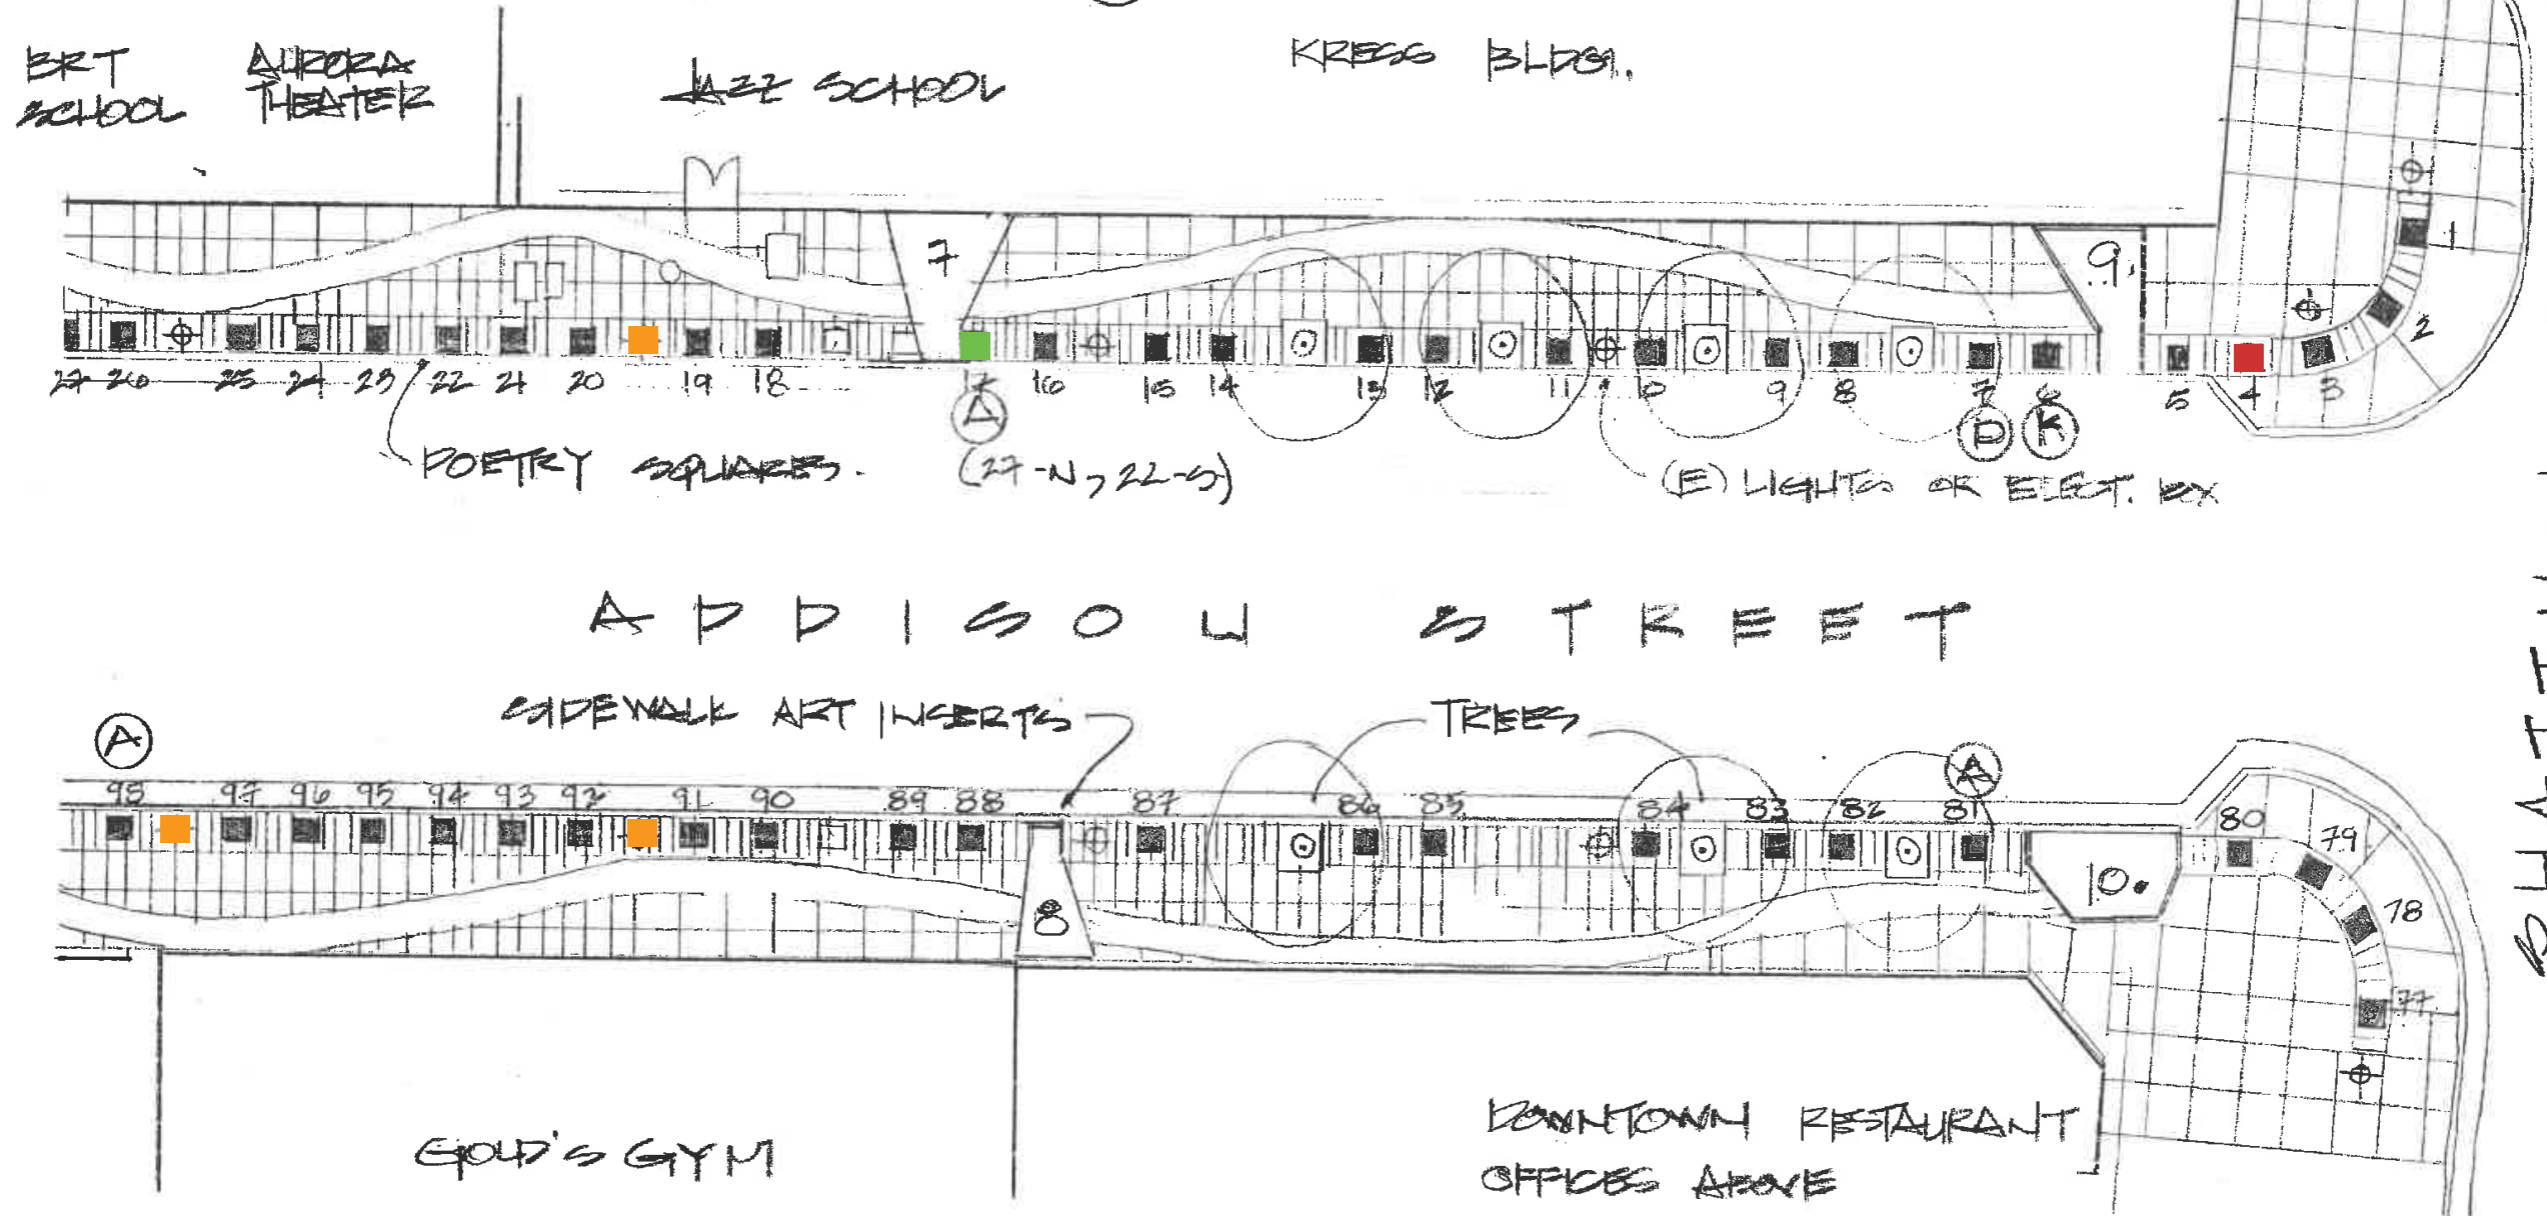 BRT AURORA
SCHOOL THEATER
JAZZ SCHOOL
KRESS BLDG.
7
9.
1
2
27 26 25 24 23 22 21 20 19 18 17 16 15 14 13 12 11 10 9 8 7 6 5 4 3
A P K
POETRY SQUARES.
(27-N, 22-S)
(E) LIGHTS OR ELECT. BOX
ADDISON STREET
SIDEWALK ART INSERTS
TREES
A
A
98 97 96 95 94 93 92 91 90 89 88 87 86 85 84 83 82 81 80
79
78
77
8
10.
GOLD'S GYM
DOWNTOWN RESTAURANT
OFFICES ABOVE